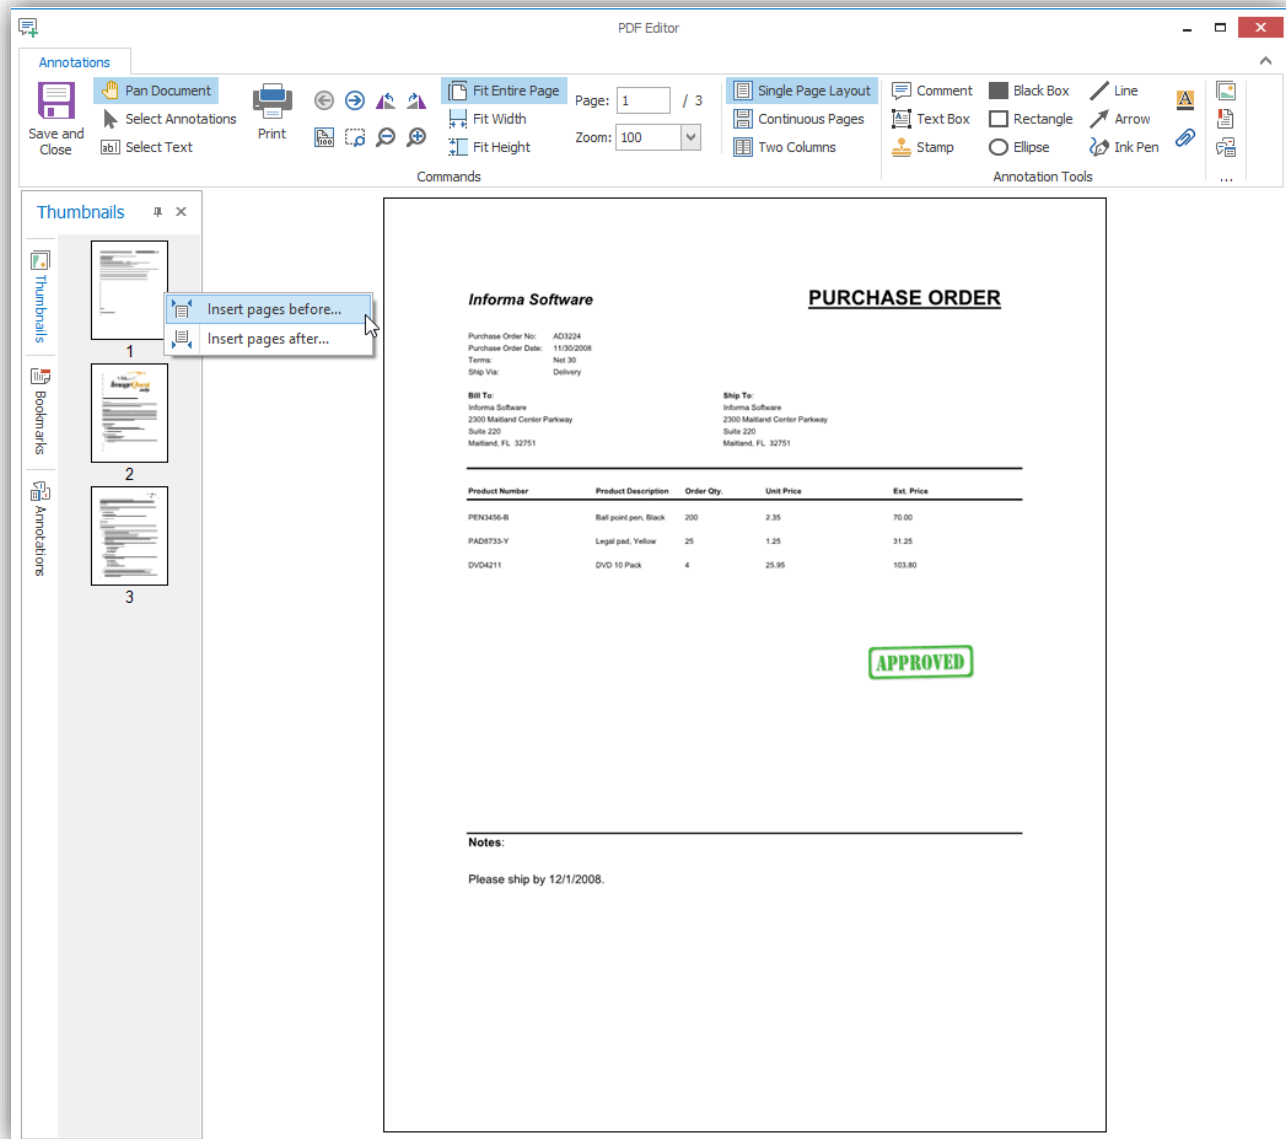 PDF Editor
Annotations
Save and Close
Pan Document
Select Annotations
Select Text
Print
Fit Entire Page
Fit Width
Fit Height
Page: 1 / 3
Zoom: 100
Single Page Layout
Continuous Pages
Two Columns
Comment
Text Box
Stamp
Black Box
Rectangle
Ellipse
Line
Arrow
Ink Pen
A
Commands
Annotation Tools
...
Thumbnails
Thumbnails
Bookmarks
Annotations
1
2
3
Insert pages before...
Insert pages after...
Informa Software
PURCHASE ORDER
Purchase Order No: AD3224
Purchase Order Date: 11/30/2008
Terms: Net 30
Ship Via: Delivery
Bill To:
Informa Software
2300 Maitland Center Parkway
Suite 220
Maitland, FL 32751
Ship To:
Informa Software
2300 Maitland Center Parkway
Suite 220
Maitland, FL 32751
Product Number Product Description Order Qty. Unit Price Ext. Price
PEN3456-B Ball point pen, Black 200 2.35 70.00
PAD8733-Y Legal pad, Yellow 25 1.25 31.25
DVD4211 DVD 10 Pack 4 25.95 103.80
APPROVED
Notes:
Please ship by 12/1/2008.